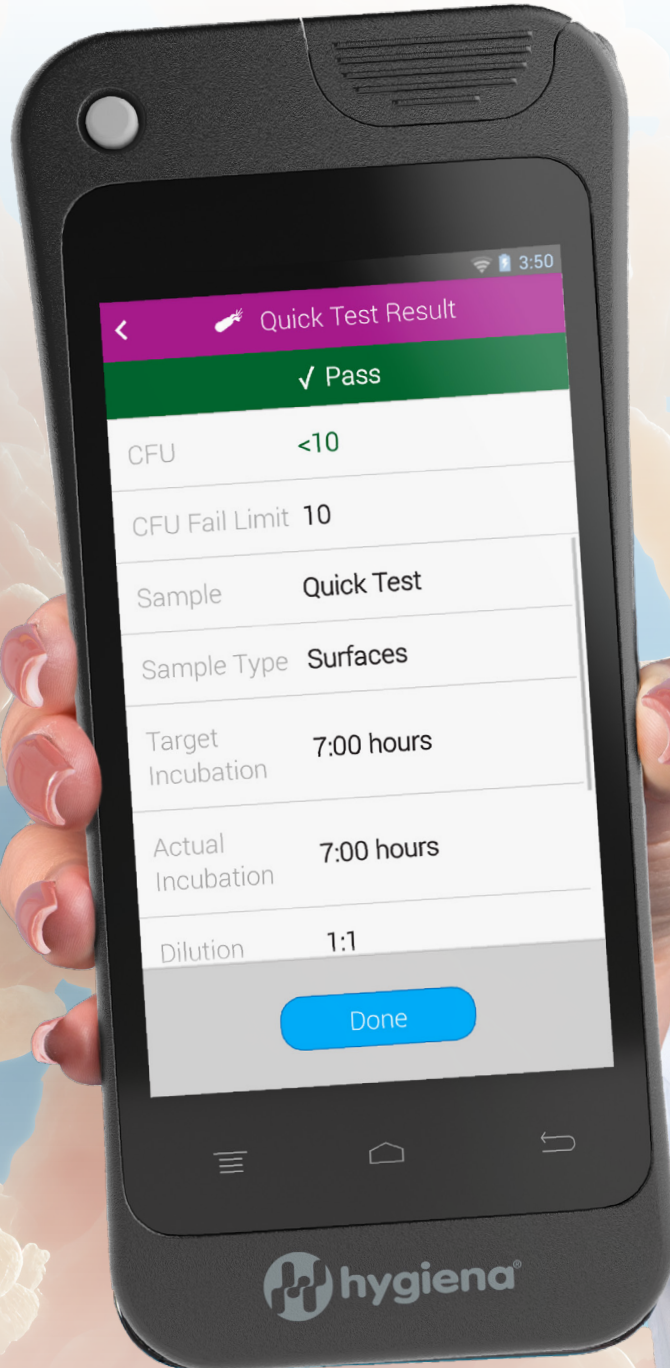 3:50
Quick Test Result
√ Pass
CFU <10
CFU Fail Limit 10
Sample Quick Test
Sample Type Surfaces
Target
Incubation 7:00 hours
Actual
Incubation 7:00 hours
Dilution 1:1
Done
hygiena®